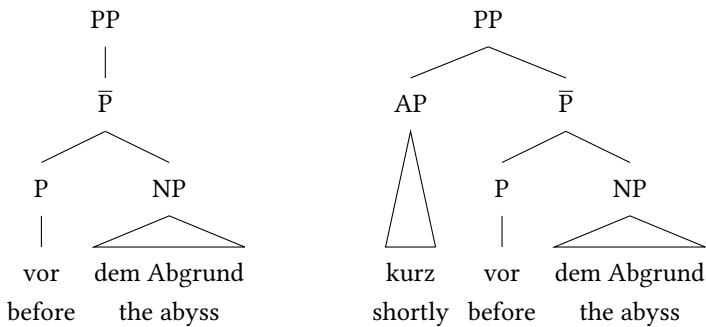 PP PP
P̅ AP P̅
P NP P NP
vor dem Abgrund kurz vor dem Abgrund
before the abyss shortly before the abyss